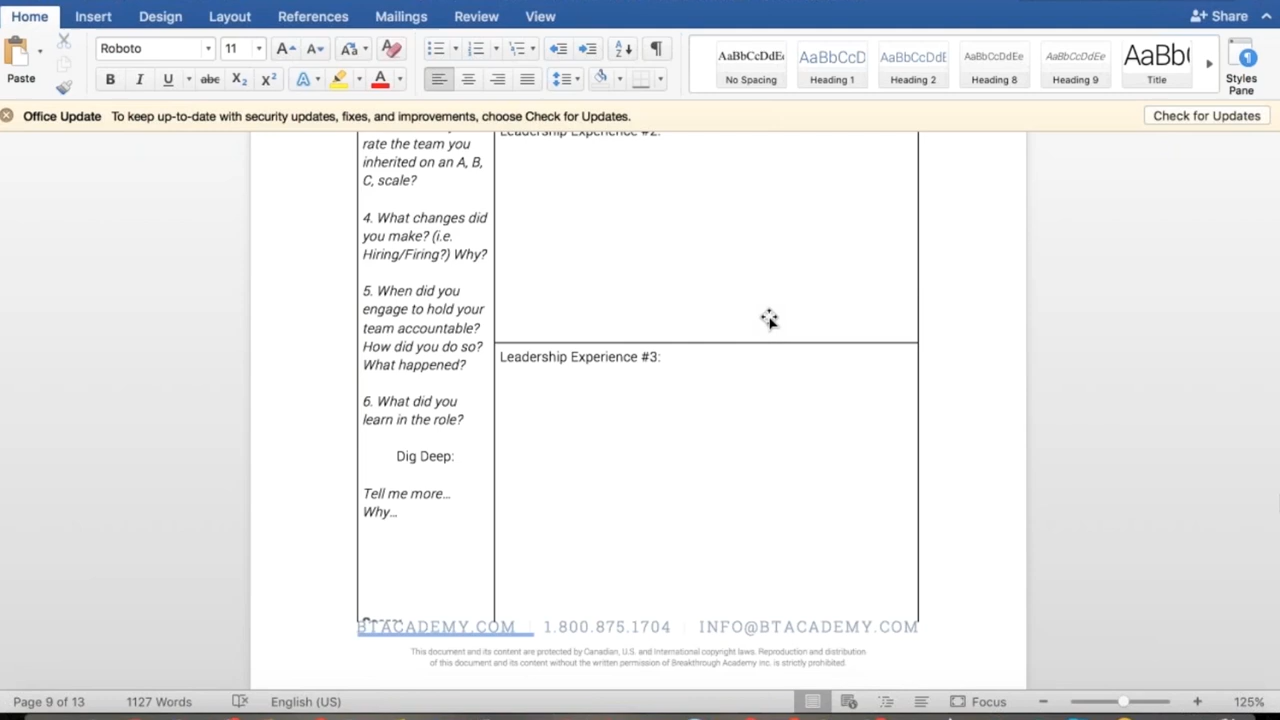 Home Insert Design Layout References Mailings Review View Share
Roboto 11
Paste
AaBbCcDdEe AaBbCcD AaBbCcDdE AaBbCcDdEe AaBbCcDdEe AaBb(
No Spacing Heading 1 Heading 2 Heading 8 Heading 9 Title
Styles
Pane
Office Update To keep up-to-date with security updates, fixes, and improvements, choose Check for Updates. Check for Updates
rate the team you
inherited on an A, B,
C, scale?
4. What changes did
you make? (i.e.
Hiring/Firing?) Why?
5. When did you
engage to hold your
team accountable?
How did you do so?
What happened?
6. What did you
learn in the role?
Dig Deep:
Tell me more...
Why...
Leadership Experience #2:
Leadership Experience #3:
BTACADEMY.COM | 1.800.875.1704 | INFO@BTACADEMY.COM
This document and its content are protected by Canadian, U.S. and International copyright laws. Reproduction and distribution
of this document and its content without the written permission of Breakthrough Academy Inc. is strictly prohibited.
Page 9 of 13 1127 Words English (US) Focus 125%